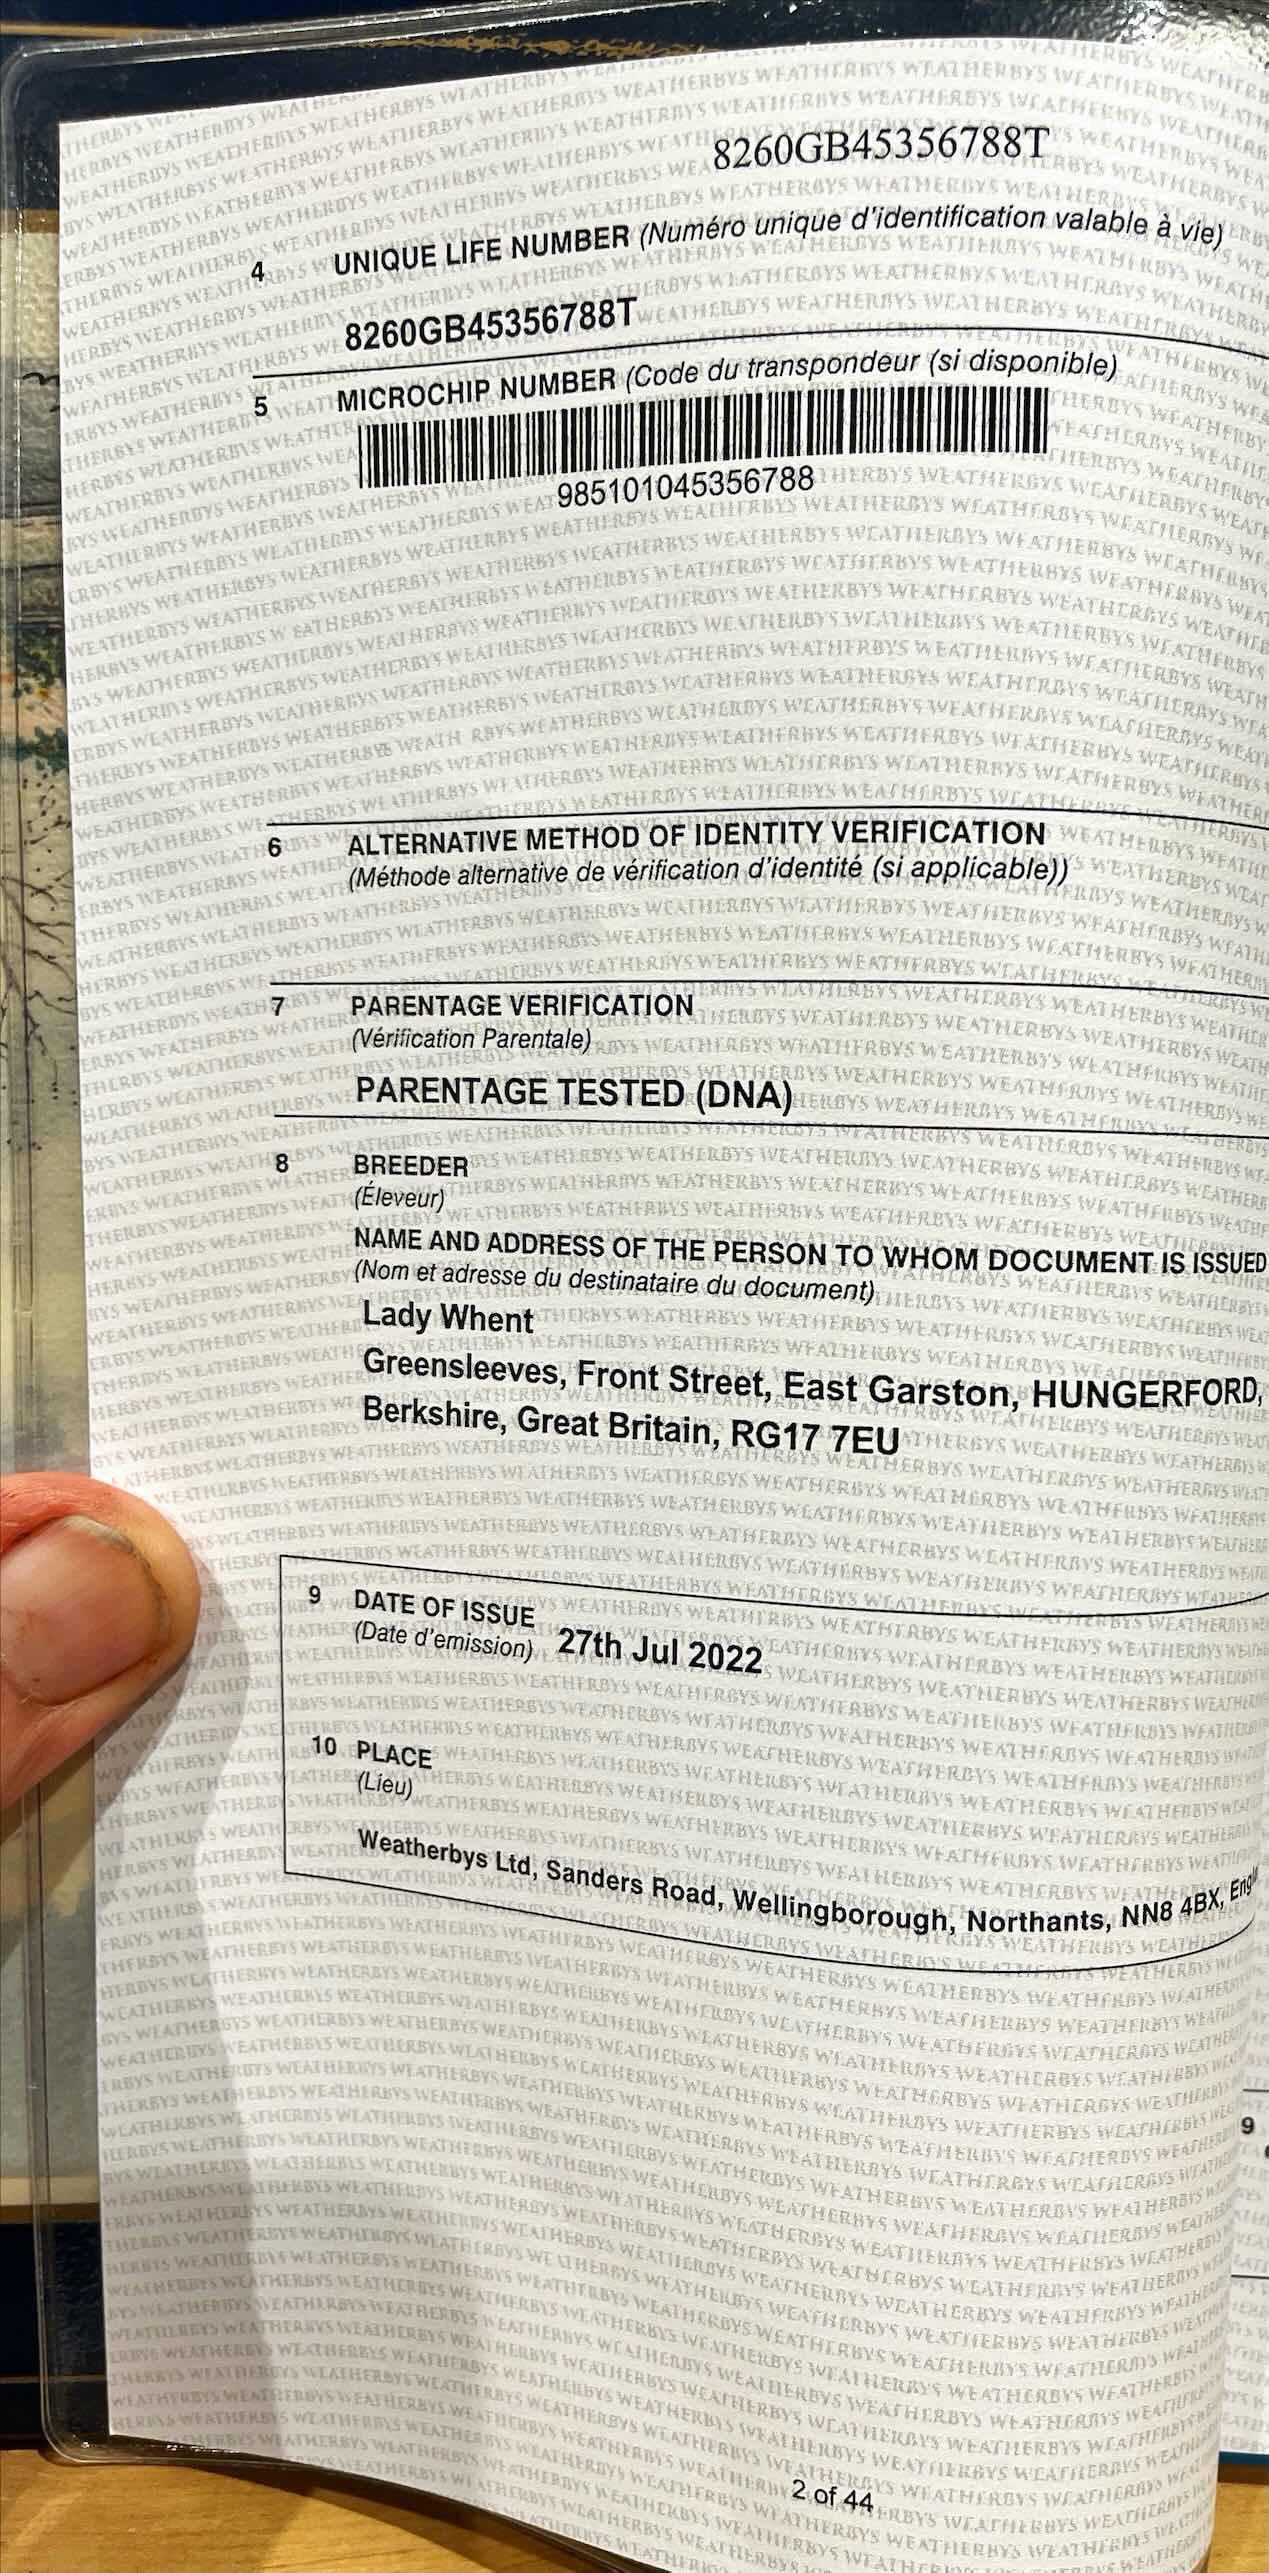 8260GB45356788T
4 UNIQUE LIFE NUMBER (Numéro unique d'identification valable à vie)
8260GB45356788T
5 MICROCHIP NUMBER (Code du transpondeur (si disponible)
985101045356788
6 ALTERNATIVE METHOD OF IDENTITY VERIFICATION
(Méthode alternative de vérification d'identité (si applicable))
7 PARENTAGE VERIFICATION
(Vérification Parentale)
PARENTAGE TESTED (DNA)
8 BREEDER
(Éleveur)
NAME AND ADDRESS OF THE PERSON TO WHOM DOCUMENT IS ISSUED
(Nom et adresse du destinataire du document)
Lady Whent
Greensleeves, Front Street, East Garston, HUNGERFORD,
Berkshire, Great Britain, RG17 7EU
9 DATE OF ISSUE
(Date d'emission) 27th Jul 2022
10 PLACE
(Lieu)
Weatherbys Ltd, Sanders Road, Wellingborough, Northants, NN8 4BX, Engl
9
2 of 44